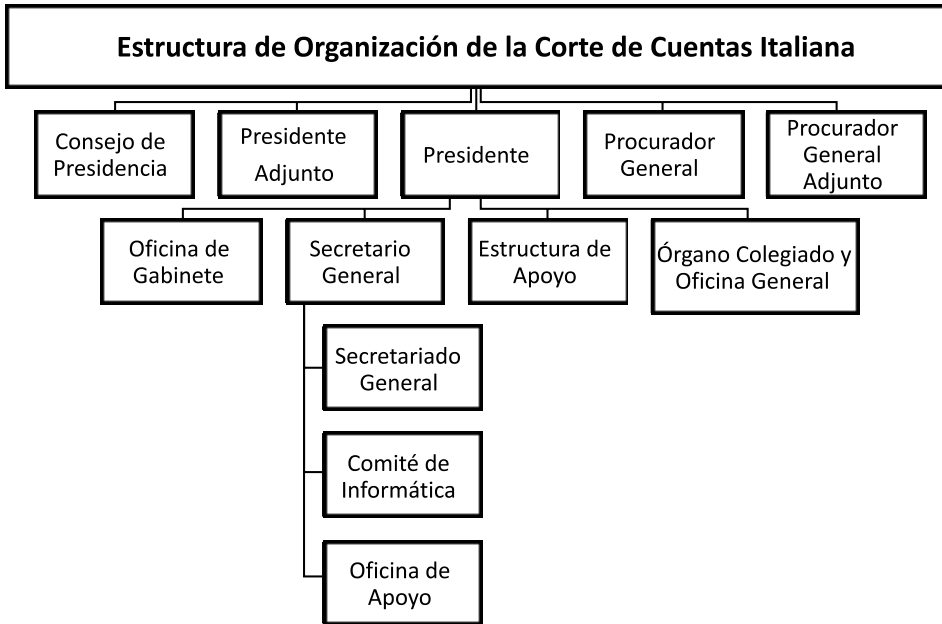 Estructura de Organización de la Corte de Cuentas Italiana
Consejo de
Presidencia
Presidente
Adjunto
Presidente
Procurador
General
Procurador
General
Adjunto
Oficina de
Gabinete
Secretario
General
Estructura de
Apoyo
Órgano Colegiado y
Oficina General
Secretariado
General
Comité de
Informática
Oficina de
Apoyo